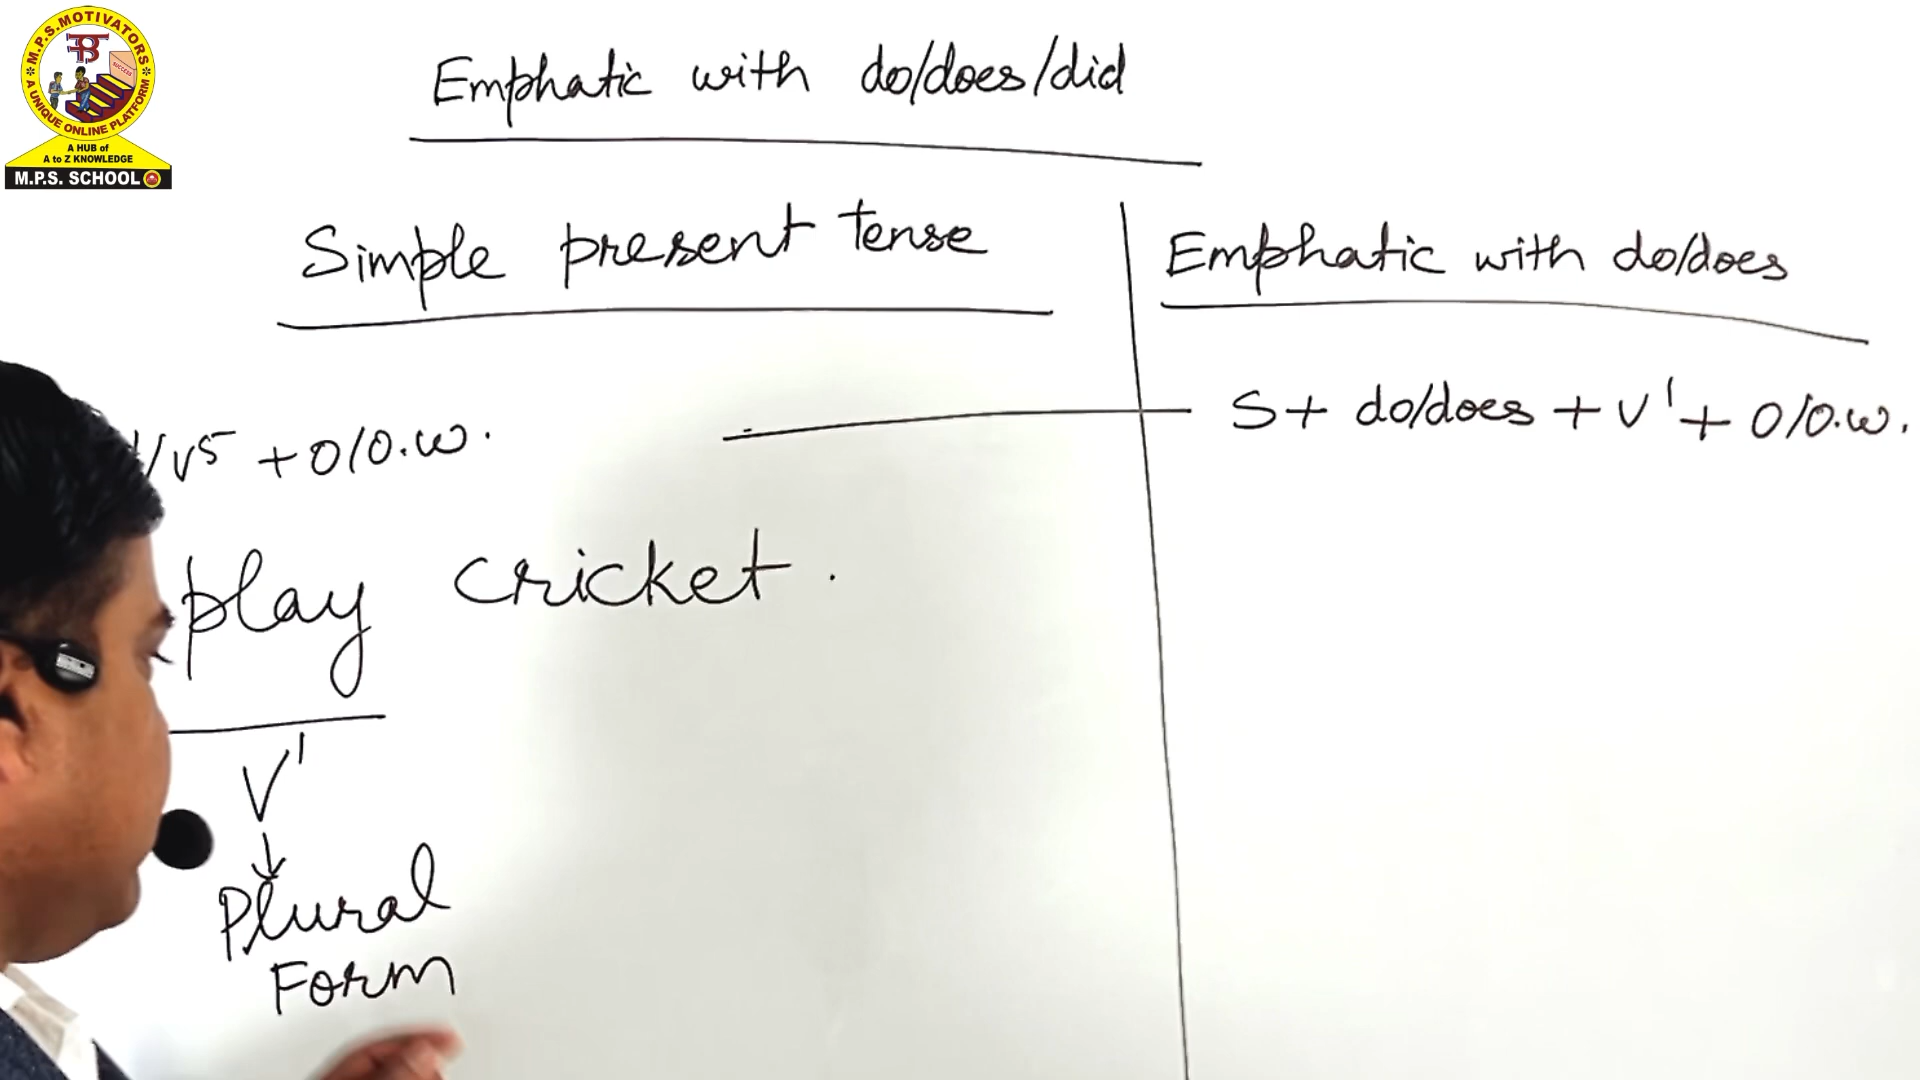 M.P.S. MOTIVATORS
SUCCESS
A UNIQUE ONLINE PLATFORM
A HUB of
A to Z KNOWLEDGE
M.P.S. SCHOOL
Emphatic with do/does/did
Simple present tense
Emphatic with do/does
/V5 + O/O.W.
S + do/does + V1 + O/O.W.
play cricket.
V1
↓
Plural
Form